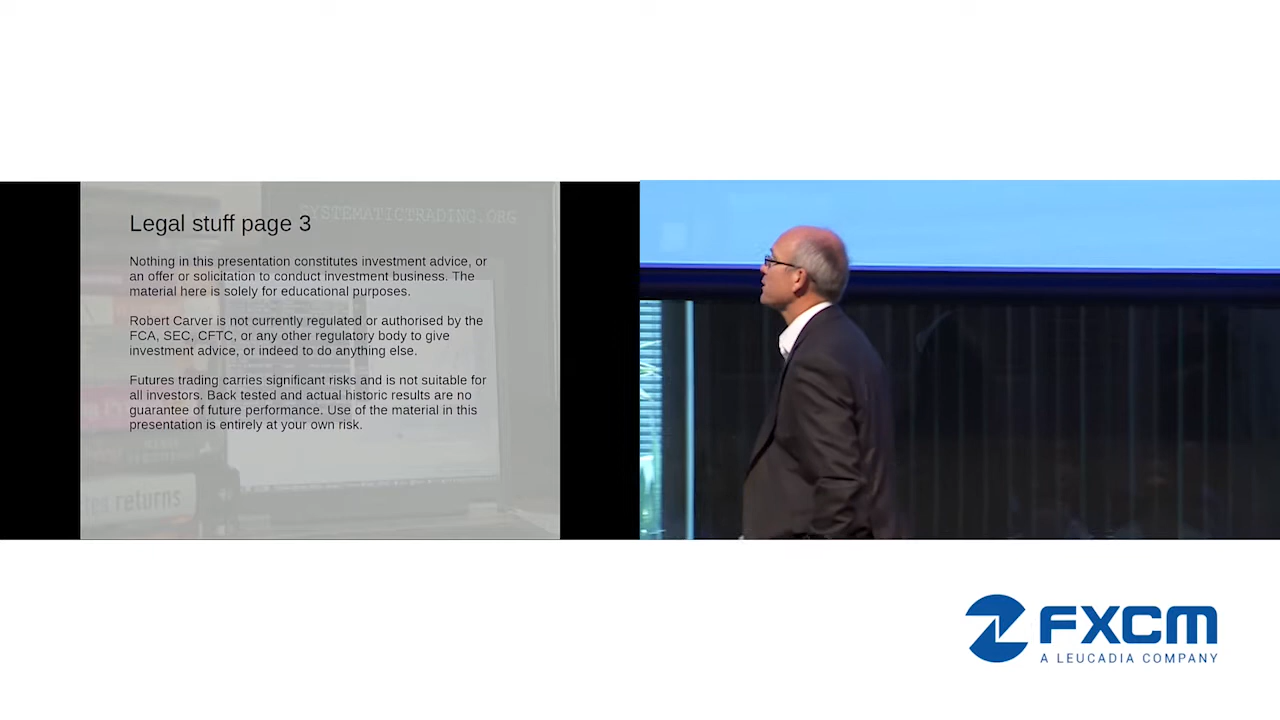 SYSTEMATICTRADING.ORG
Legal stuff page 3
Nothing in this presentation constitutes investment advice, or
an offer or solicitation to conduct investment business. The
material here is solely for educational purposes.
Robert Carver is not currently regulated or authorised by the
FCA, SEC, CFTC, or any other regulatory body to give
investment advice, or indeed to do anything else.
Futures trading carries significant risks and is not suitable for
all investors. Back tested and actual historic results are no
guarantee of future performance. Use of the material in this
presentation is entirely at your own risk.
returns
FXCM
A LEUCADIA COMPANY